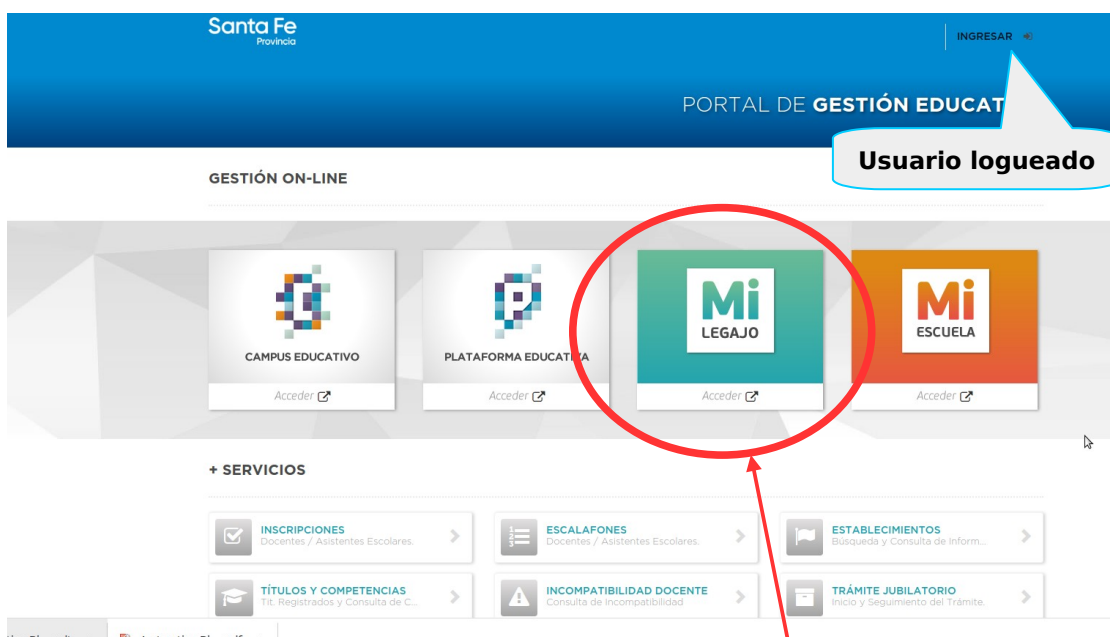 Santa Fe
Provincia
INGRESAR
PORTAL DE GESTIÓN EDUCAT
Usuario logueado
GESTIÓN ON-LINE
CAMPUS EDUCATIVO
Acceder
PLATAFORMA EDUCATIVA
Acceder
Mi
LEGAJO
Acceder
Mi
ESCUELA
Acceder
+ SERVICIOS
INSCRIPCIONES
Docentes / Asistentes Escolares.
ESCALAFONES
Docentes / Asistentes Escolares.
ESTABLECIMIENTOS
Búsqueda y Consulta de Inform...
TÍTULOS Y COMPETENCIAS
Tit. Registrados y Consulta de C...
INCOMPATIBILIDAD DOCENTE
Consulta de Incompatibilidad
TRÁMITE JUBILATORIO
Inicio y Seguimiento del Trámite.